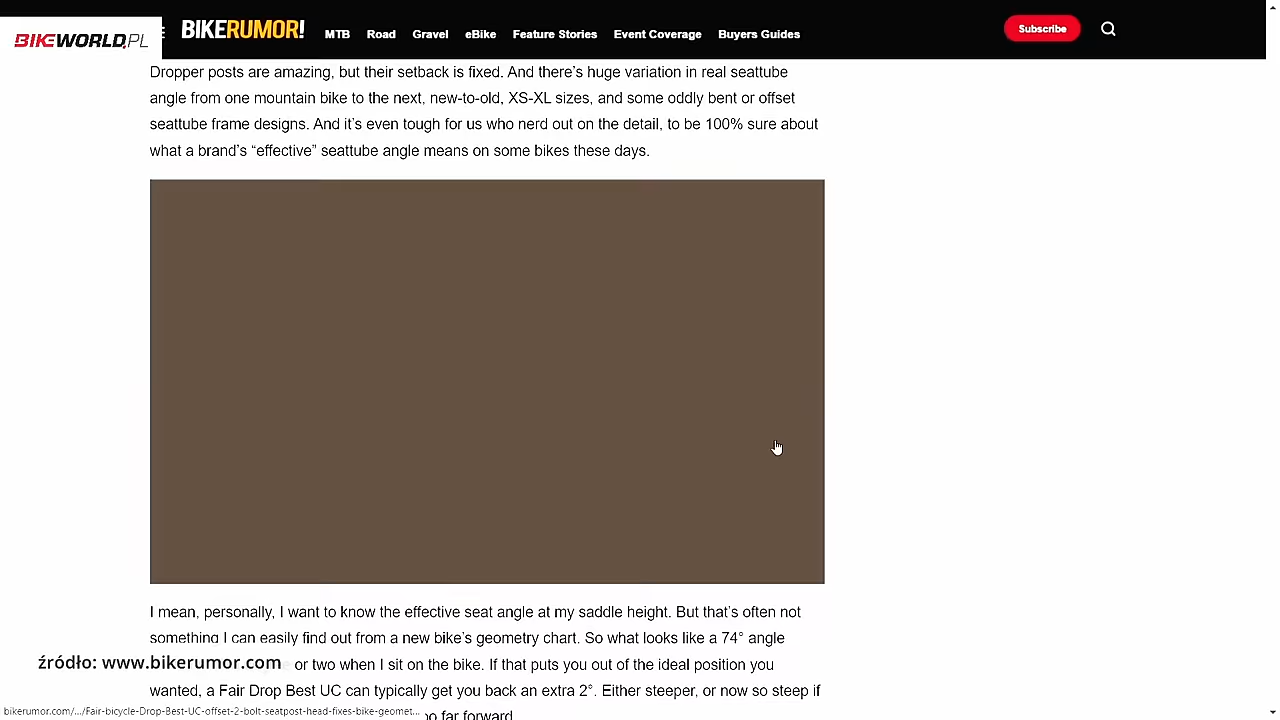 BIKEWORLD.PL
BIKERUMOR!
MTB Road Gravel eBike Feature Stories Event Coverage Buyers Guides
Subscribe
Dropper posts are amazing, but their setback is fixed. And there’s huge variation in real seattube
angle from one mountain bike to the next, new-to-old, XS-XL sizes, and some oddly bent or offset
seattube frame designs. And it’s even tough for us who nerd out on the detail, to be 100% sure about
what a brand’s “effective” seattube angle means on some bikes these days.
I mean, personally, I want to know the effective seat angle at my saddle height. But that’s often not
something I can easily find out from a new bike’s geometry chart. So what looks like a 74° angle
źródło: www.bikerumor.com
or two when I sit on the bike. If that puts you out of the ideal position you
wanted, a Fair Drop Best UC can typically get you back an extra 2°. Either steeper, or now so steep if
far forward
bikerumor.com/.../Fair-bicycle-Drop-Best-UC-offset-2-bolt-seatpost-head-fixes-bike-geomet...